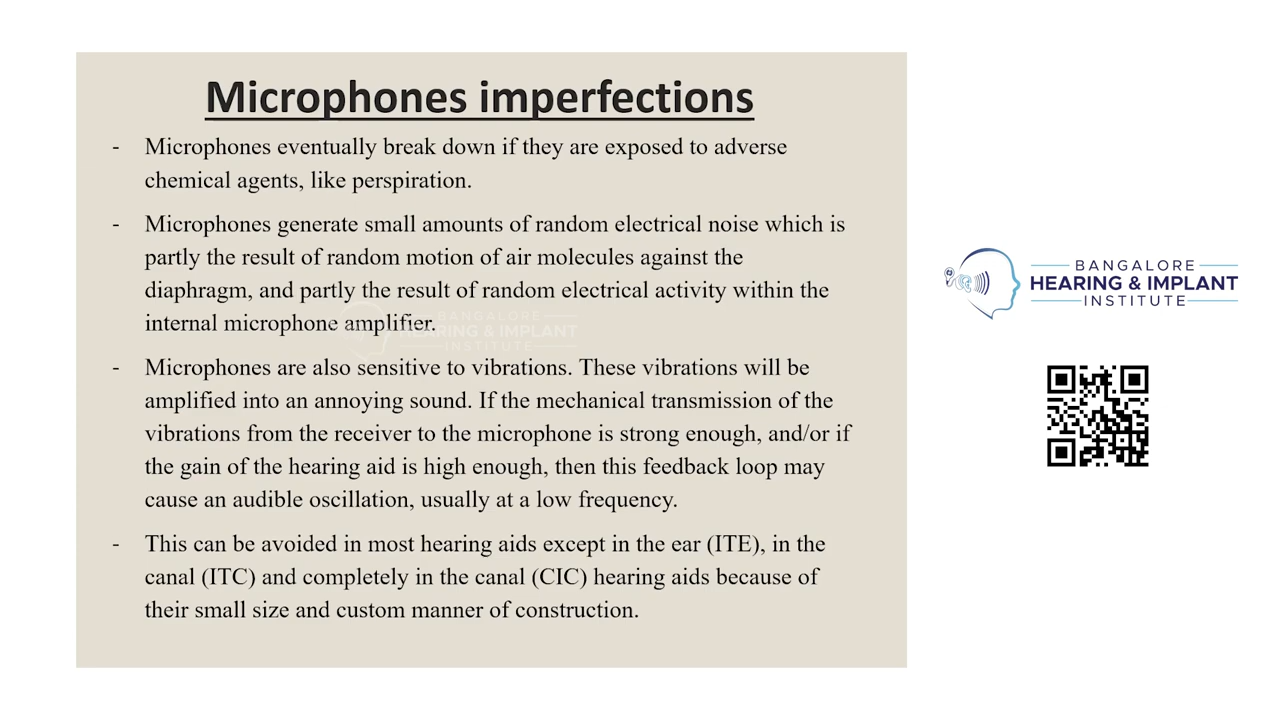 Microphones imperfections
- Microphones eventually break down if they are exposed to adverse
chemical agents, like perspiration.
- Microphones generate small amounts of random electrical noise which is
partly the result of random motion of air molecules against the
diaphragm, and partly the result of random electrical activity within the
internal microphone amplifier.
- Microphones are also sensitive to vibrations. These vibrations will be
amplified into an annoying sound. If the mechanical transmission of the
vibrations from the receiver to the microphone is strong enough, and/or if
the gain of the hearing aid is high enough, then this feedback loop may
cause an audible oscillation, usually at a low frequency.
- This can be avoided in most hearing aids except in the ear (ITE), in the
canal (ITC) and completely in the canal (CIC) hearing aids because of
their small size and custom manner of construction.
BANGALORE
HEARING & IMPLANT
INSTITUTE
BANGALORE
HEARING & IMPLANT
INSTITUTE